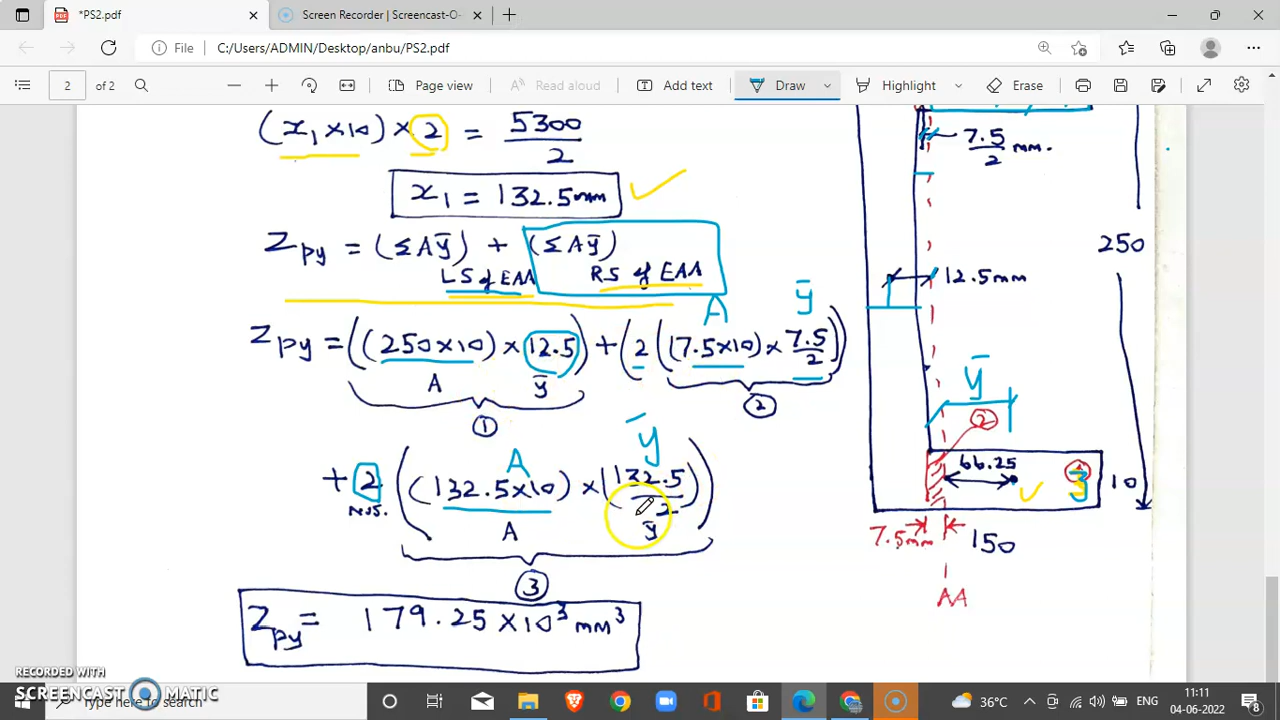 *PS2.pdf
Screen Recorder | Screencast-O-
File C:/Users/ADMIN/Desktop/anbu/PS2.pdf
2 of 2 Page view Read aloud Add text Draw Highlight Erase
(x₁×10)×2 = 5300/2
x₁ = 132.5mm
Zpy = (ΣAȳ) + (ΣAȳ)
LS of EAA RS of EAA
A ȳ
Zpy = ((250×10)×12.5) + (2((7.5×10)×7.5/2))
A ȳ
① ②
A ȳ
+ 2 ((132.5×10)×(132.5/2))
Nos. A ȳ
③
Zpy = 179.25×10³ mm³
7.5/2 mm.
250
12.5mm
ȳ
②
66.25
3
10
7.5mm 150
AA
RECORDED WITH
SCREENCAST MATIC
Type here to search
36°C ENG 11:11
04-06-2022
8